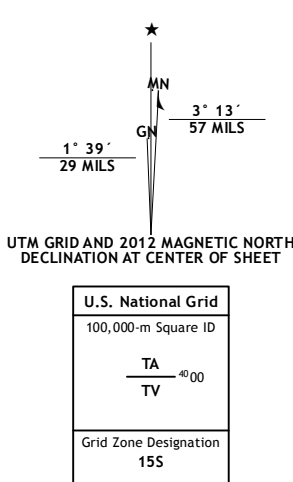 ★
MN
3° 13´
57 MILS
GN
1° 39´
29 MILS
UTM GRID AND 2012 MAGNETIC NORTH
DECLINATION AT CENTER OF SHEET
U.S. National Grid
100,000-m Square ID
TA
4000
TV
Grid Zone Designation
15S